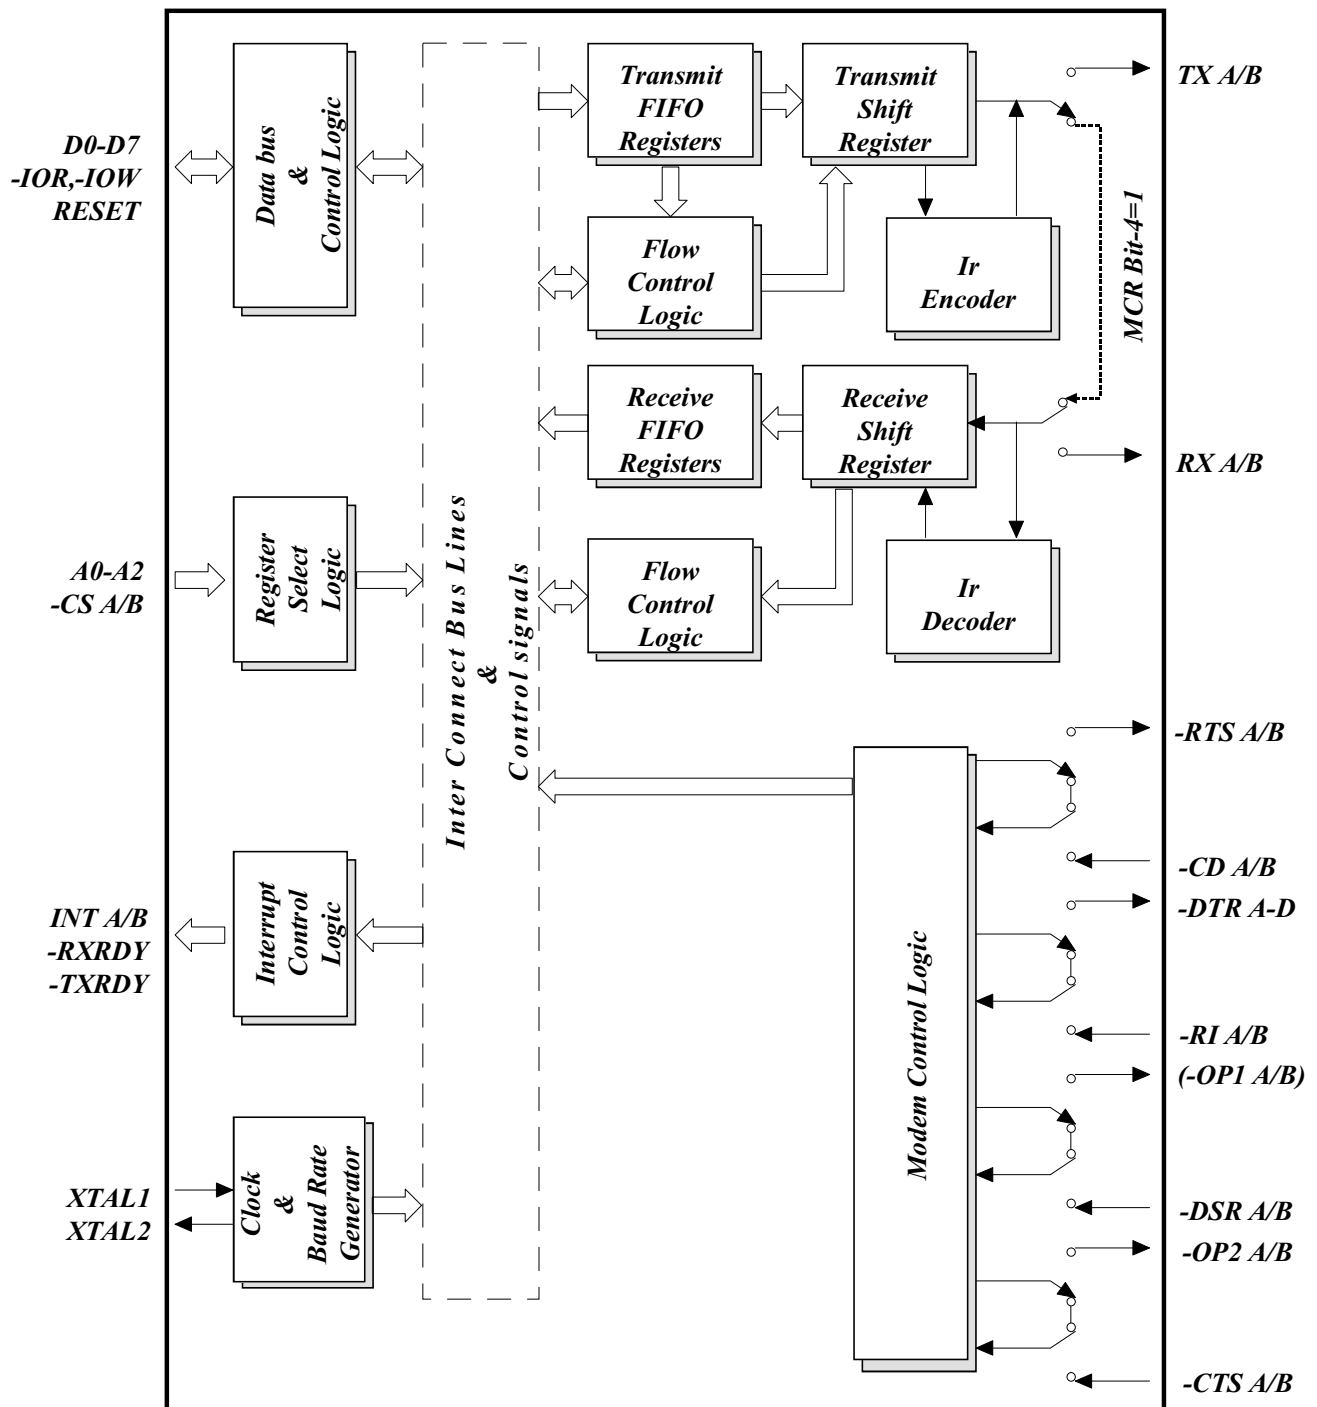 D0-D7
-IOR,-IOW
RESET
Data bus
&
Control Logic
A0-A2
-CS A/B
Register
Select
Logic
INT A/B
-RXRDY
-TXRDY
Interrupt
Control
Logic
XTAL1
XTAL2
Clock
&
Baud Rate
Generator
Inter Connect Bus Lines
&
Control signals
Transmit
FIFO
Registers
Transmit
Shift
Register
Flow
Control
Logic
Ir
Encoder
Receive
FIFO
Registers
Receive
Shift
Register
Flow
Control
Logic
Ir
Decoder
MCR Bit-4=1
Modem Control Logic
TX A/B
RX A/B
-RTS A/B
-CD A/B
-DTR A-D
-RI A/B
(-OP1 A/B)
-DSR A/B
-OP2 A/B
-CTS A/B